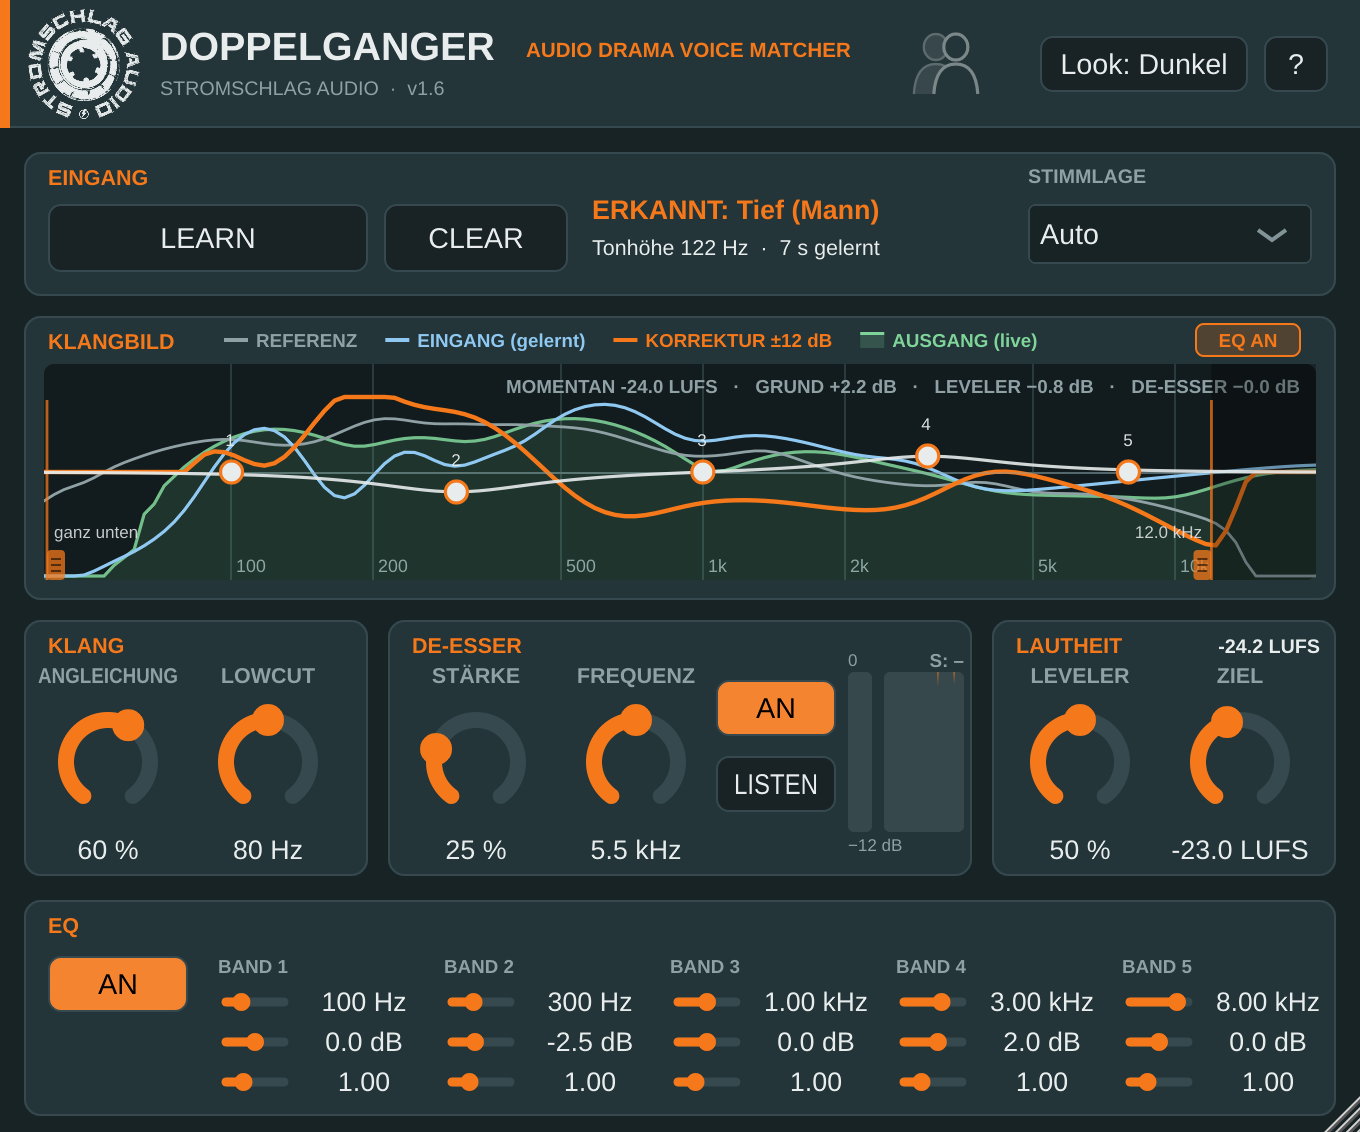 STROMSCHLAG AUDIO
DOPPELGANGER
AUDIO DRAMA VOICE MATCHER
STROMSCHLAG AUDIO · v1.6
Look: Dunkel
?
EINGANG
LEARN
CLEAR
ERKANNT: Tief (Mann)
Tonhöhe 122 Hz · 7 s gelernt
STIMMLAGE
Auto
KLANGBILD
REFERENZ
EINGANG (gelernt)
KORREKTUR ±12 dB
AUSGANG (live)
EQ AN
MOMENTAN -24.0 LUFS · GRUND +2.2 dB · LEVELER −0.8 dB · DE-ESSER −0.0 dB
1
2
3
4
5
ganz unten
12.0 kHz
100
200
500
1k
2k
5k
KLANG
ANGLEICHUNG
LOWCUT
60 %
80 Hz
DE-ESSER
STÄRKE
FREQUENZ
25 %
5.5 kHz
AN
LISTEN
0
S: –
−12 dB
LAUTHEIT
-24.2 LUFS
LEVELER
ZIEL
50 %
-23.0 LUFS
EQ
AN
BAND 1
BAND 2
BAND 3
BAND 4
BAND 5
100 Hz
300 Hz
1.00 kHz
3.00 kHz
8.00 kHz
0.0 dB
-2.5 dB
0.0 dB
2.0 dB
0.0 dB
1.00
1.00
1.00
1.00
1.00